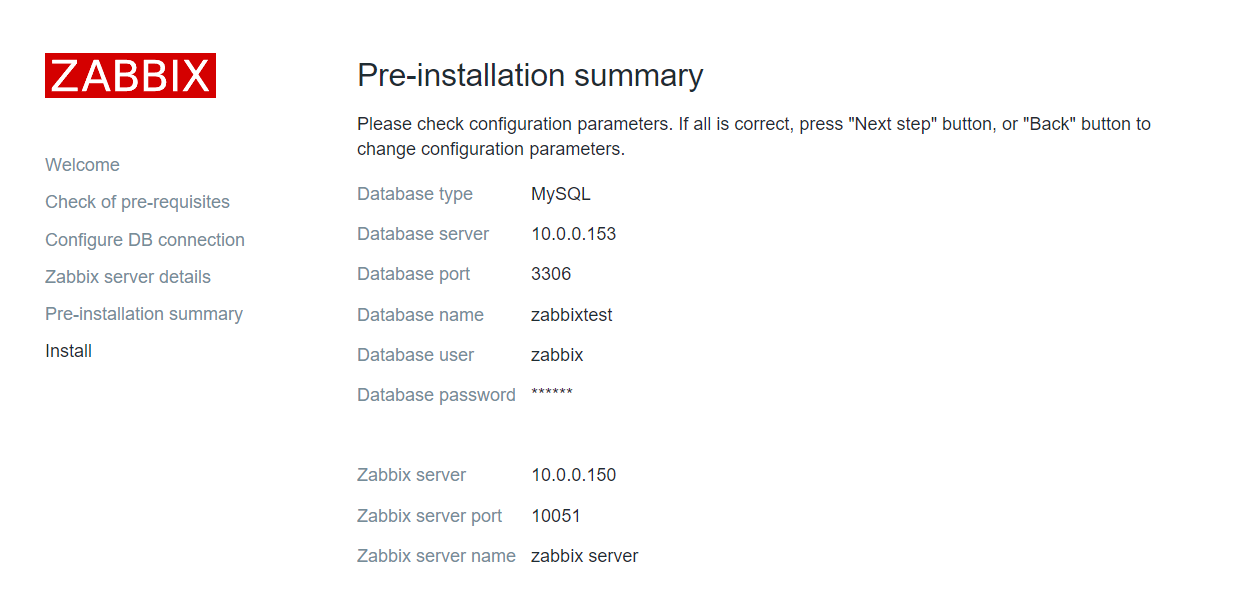 ZABBIX
Welcome
Check of pre-requisites
Configure DB connection
Zabbix server details
Pre-installation summary
Install
Pre-installation summary
Please check configuration parameters. If all is correct, press "Next step" button, or "Back" button to
change configuration parameters.
Database type MySQL
Database server 10.0.0.153
Database port 3306
Database name zabbixtest
Database user zabbix
Database password ******
Zabbix server 10.0.0.150
Zabbix server port 10051
Zabbix server name zabbix server